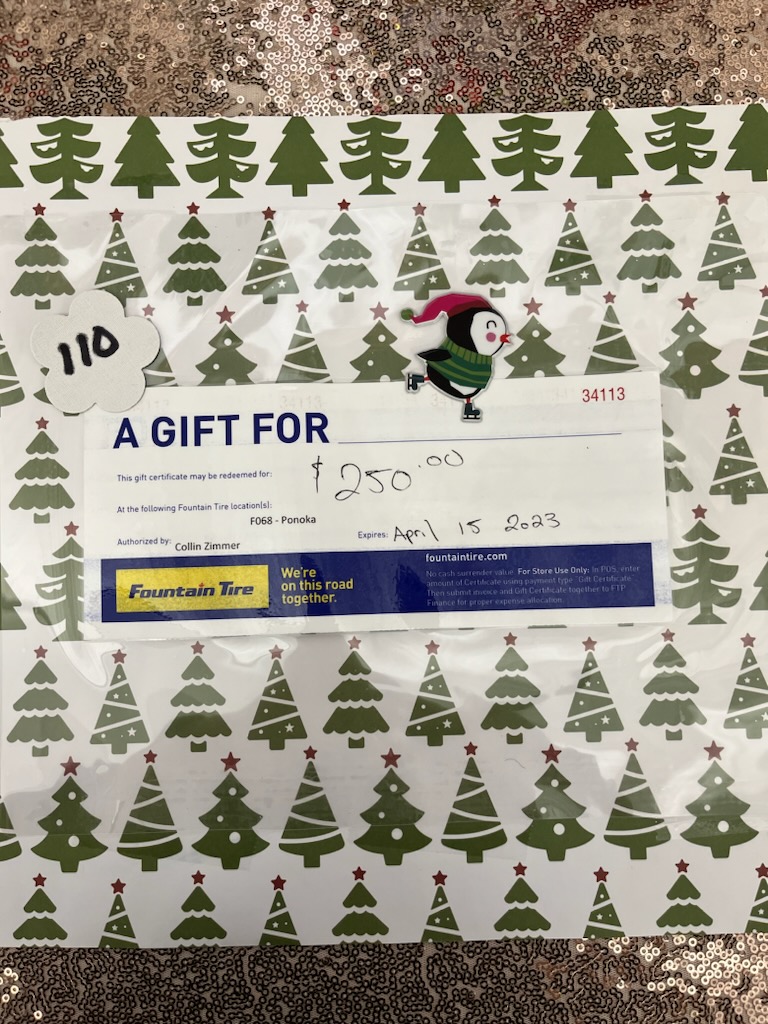 110
34113
A GIFT FOR
This gift certificate may be redeemed for: $250.00
At the following Fountain Tire location(s):
F068 - Ponoka
Authorized by: Collin Zimmer
Expires: April 15 2023
Fountain Tire
We're
on this road
together.
fountaintire.com
No cash surrender value. For Store Use Only: In POS, enter
amount of Certificate using payment type "Gift Certificate".
Then submit invoice and Gift Certificate together to FTP
Finance for proper expense allocation.